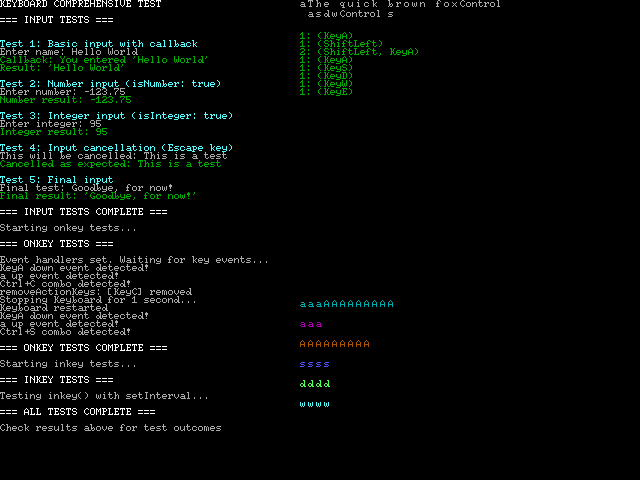 KEYBOARD COMPREHENSIVE TEST
=== INPUT TESTS ===
Test 1: Basic input with callback
Enter name: Hello World
Callback: You entered 'Hello World'
Result: 'Hello World'
Test 2: Number input (isNumber: true)
Enter number: -123.75
Number result: -123.75
Test 3: Integer input (isInteger: true)
Enter integer: 95
Integer result: 95
Test 4: Input cancellation (Escape key)
This will be cancelled: This is a test
Cancelled as expected: This is a test
Test 5: Final input
Final test: Goodbye, for now!
Final result: 'Goodbye, for now!'
=== INPUT TESTS COMPLETE ===
Starting onkey tests...
=== ONKEY TESTS ===
Event handlers set. Waiting for key events...
KeyA down event detected!
a up event detected!
Ctrl+C combo detected!
removeActionKeys: [KeyC] removed
Stopping Keyboard for 1 second...
Keyboard restarted
KeyA down event detected!
a up event detected!
Ctrl+S combo detected!
=== ONKEY TESTS COMPLETE ===
Starting inkey tests...
=== INKEY TESTS ===
Testing inkey() with setInterval...
=== ALL TESTS COMPLETE ===
Check results above for test outcomes
aThe quick brown foxControl
asdwControl s
1: (KeyA)
1: (ShiftLeft)
2: (ShiftLeft, KeyA)
1: (KeyA)
1: (KeyS)
1: (KeyD)
1: (KeyW)
1: (KeyE)
aaaAAAAAAAAA
aaa
AAAAAAAAA
ssss
dddd
wwww